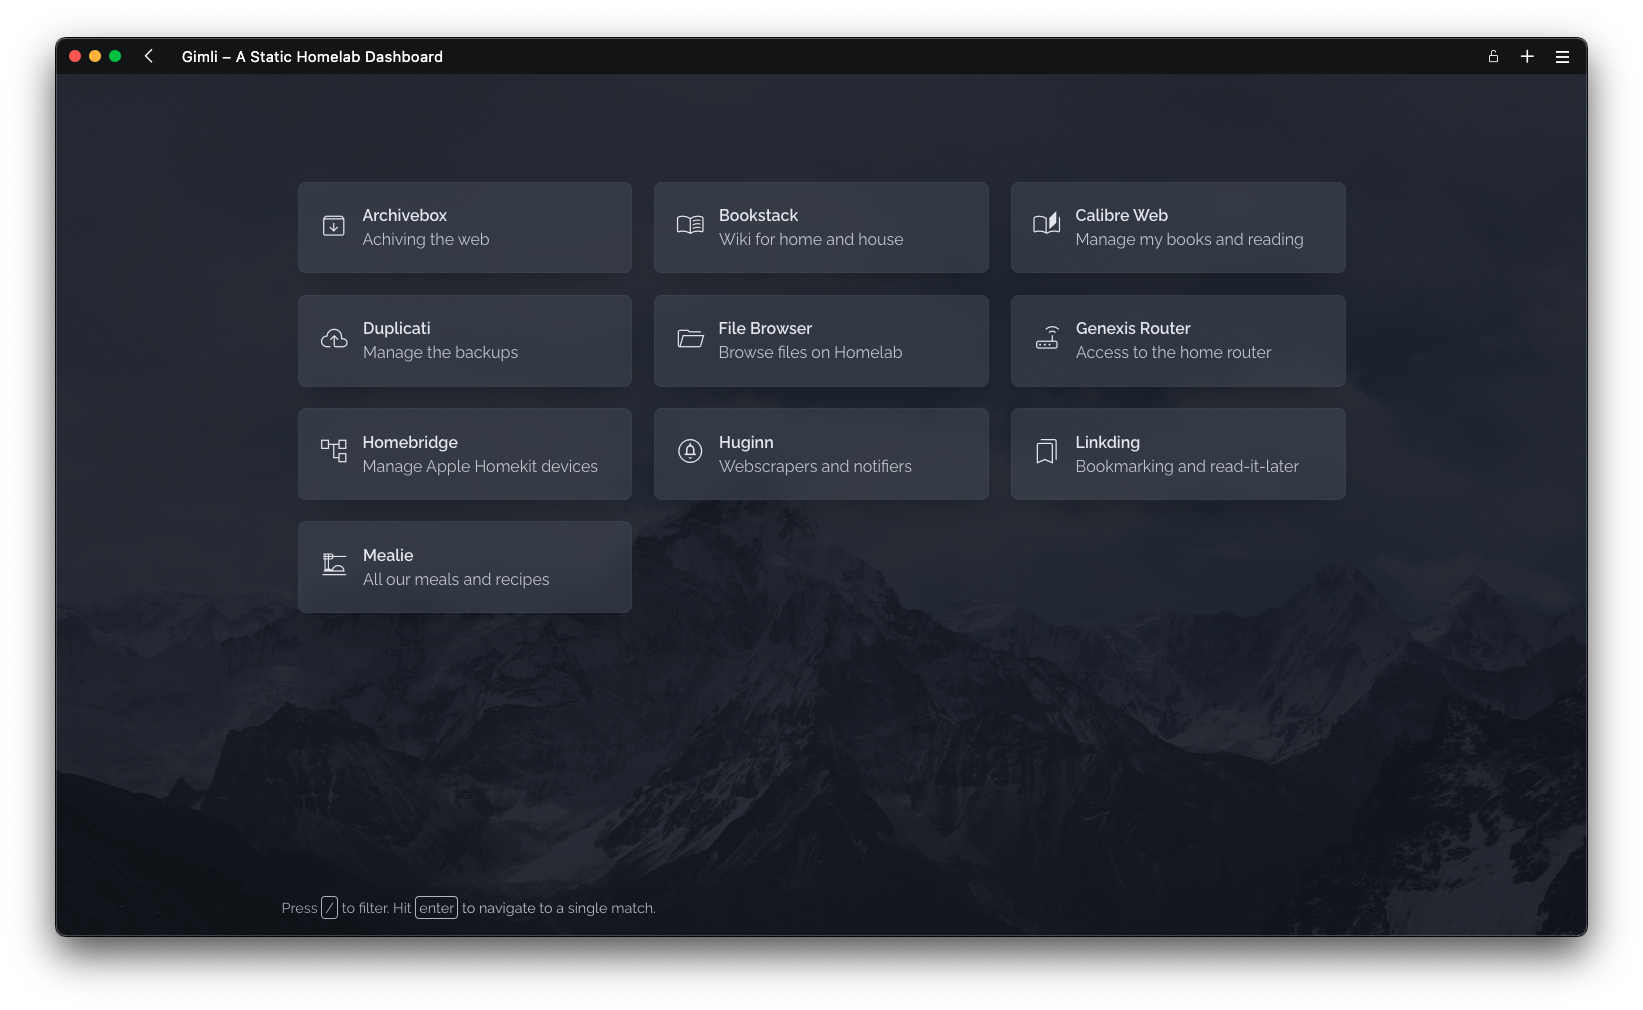 Gimli – A Static Homelab Dashboard
Archivebox
Achiving the web
Bookstack
Wiki for home and house
Calibre Web
Manage my books and reading
Duplicati
Manage the backups
File Browser
Browse files on Homelab
Genexis Router
Access to the home router
Homebridge
Manage Apple Homekit devices
Huginn
Webscrapers and notifiers
Linkding
Bookmarking and read-it-later
Mealie
All our meals and recipes
Press / to filter. Hit enter to navigate to a single match.